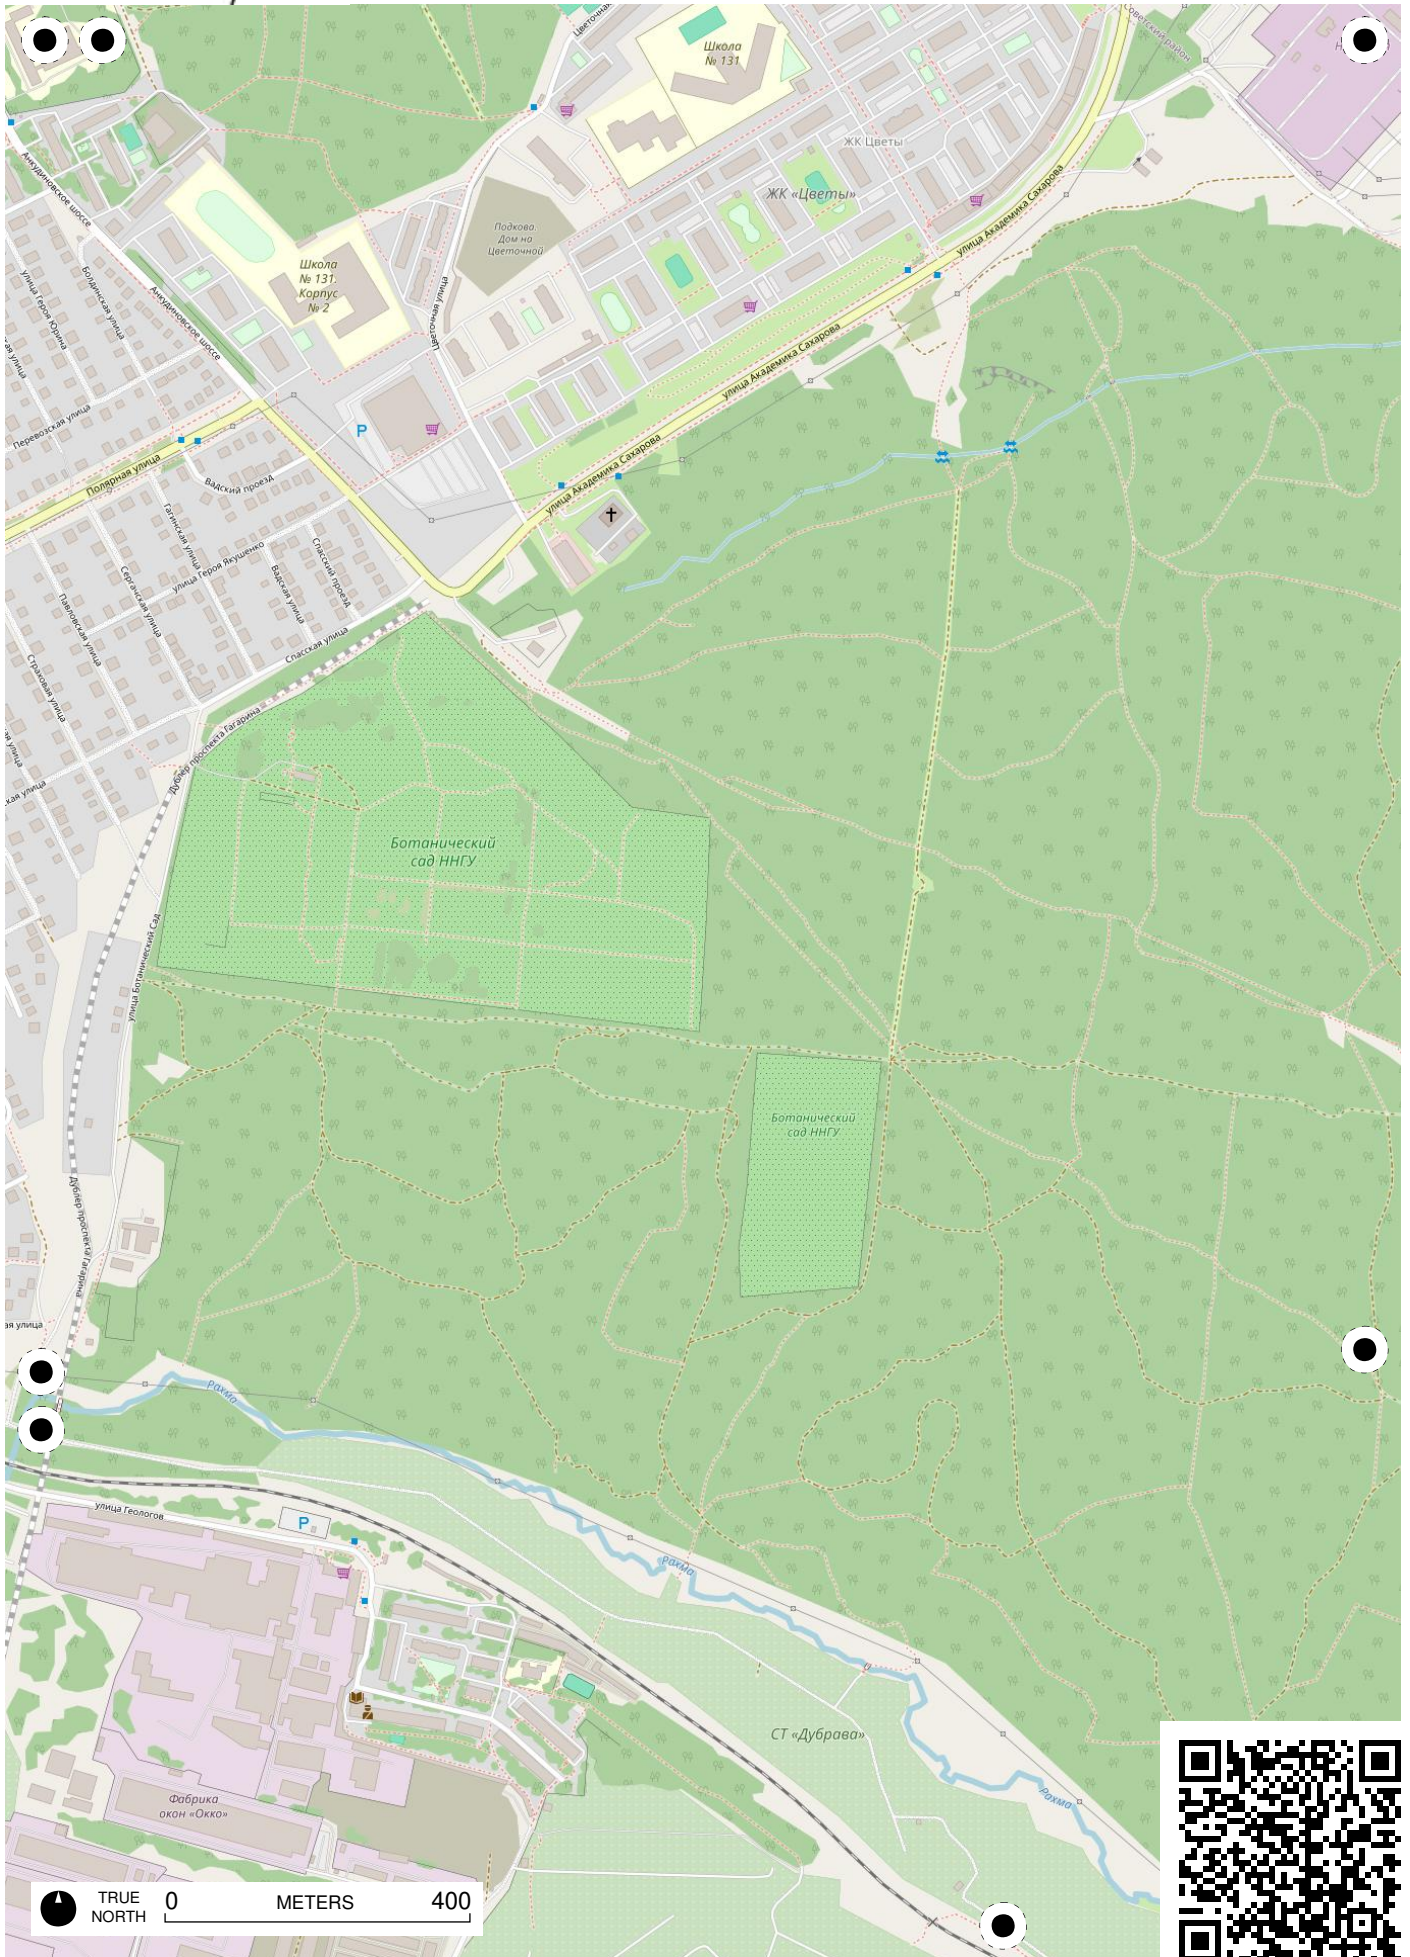 Цветочная
Школа
№ 131
Советский район
ЖК Цветы
ЖК «Цветы»
Анкудиновское шоссе
улица Академика Сахарова
Подкова.
Дом на
Цветочной
Школа
№ 131.
Корпус
№ 2
Болдинская улица
улица Героя Юрина
Анкудиновское шоссе
Цветочная улица
улица Академика Сахарова
Перевозская улица
P
Полярная улица
Вадский проезд
улица Академика Сахарова
Гагинская улица
улица Героя Якушенко
Спасский проезд
Сергачская улица
Вадская улица
Павловская улица
Спасская улица
Страховая улица
Дублёр проспекта Гагарина
Ботанический
сад ННГУ
улица Ботанический Сад
Ботанический
сад ННГУ
Дублёр проспекта Гагарина
ая улица
Рахма
улица Геологов
P
Рахма
СТ «Дубрава»
Рахма
Фабрика
окон «Окко»
TRUE
NORTH
0 METERS 400